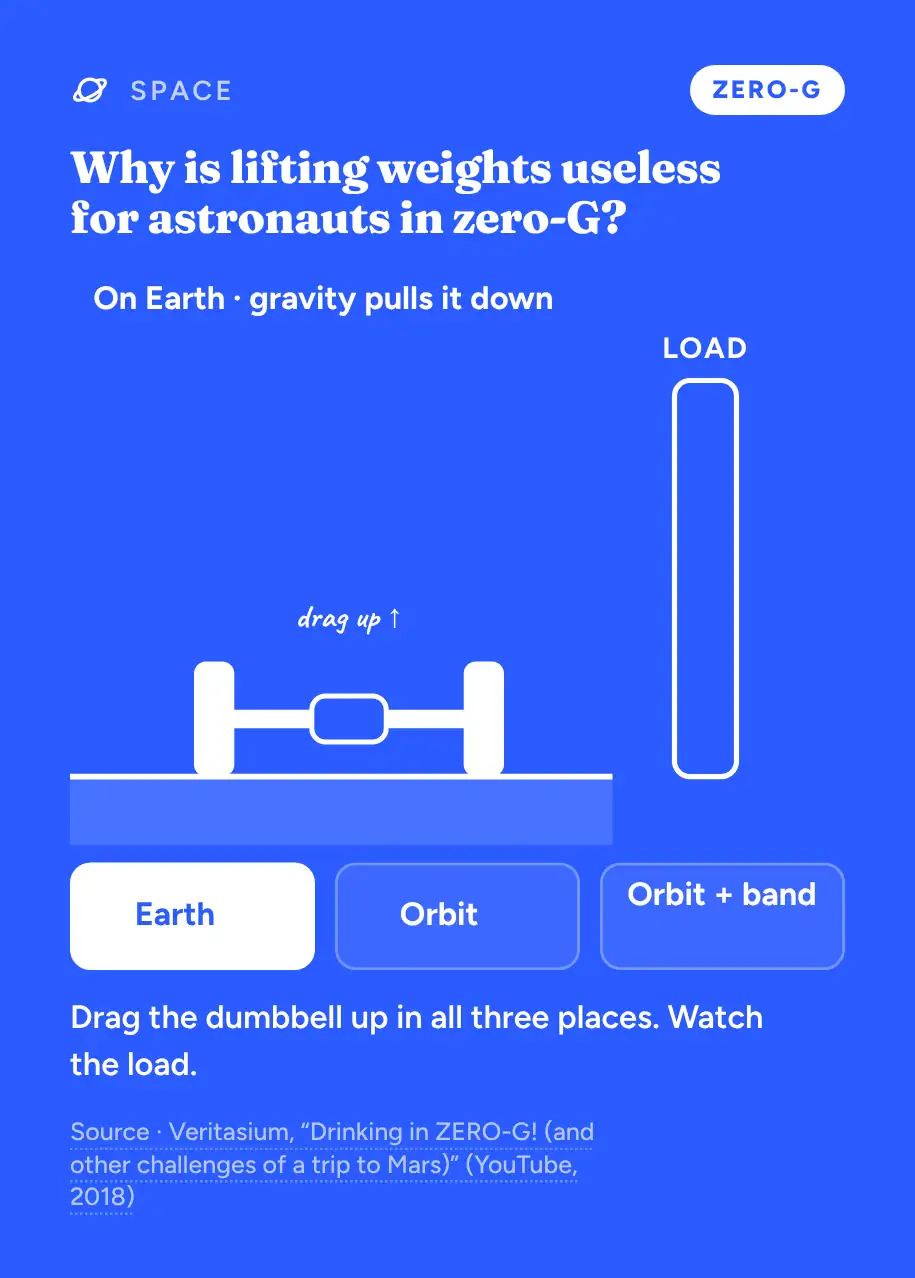 SPACE
ZERO-G
Why is lifting weights useless
for astronauts in zero-G?
On Earth · gravity pulls it down
LOAD
drag up ↑
Earth
Orbit
Orbit + band
Drag the dumbbell up in all three places. Watch
the load.
Source · Veritasium, “Drinking in ZERO-G! (and
other challenges of a trip to Mars)” (YouTube,
2018)